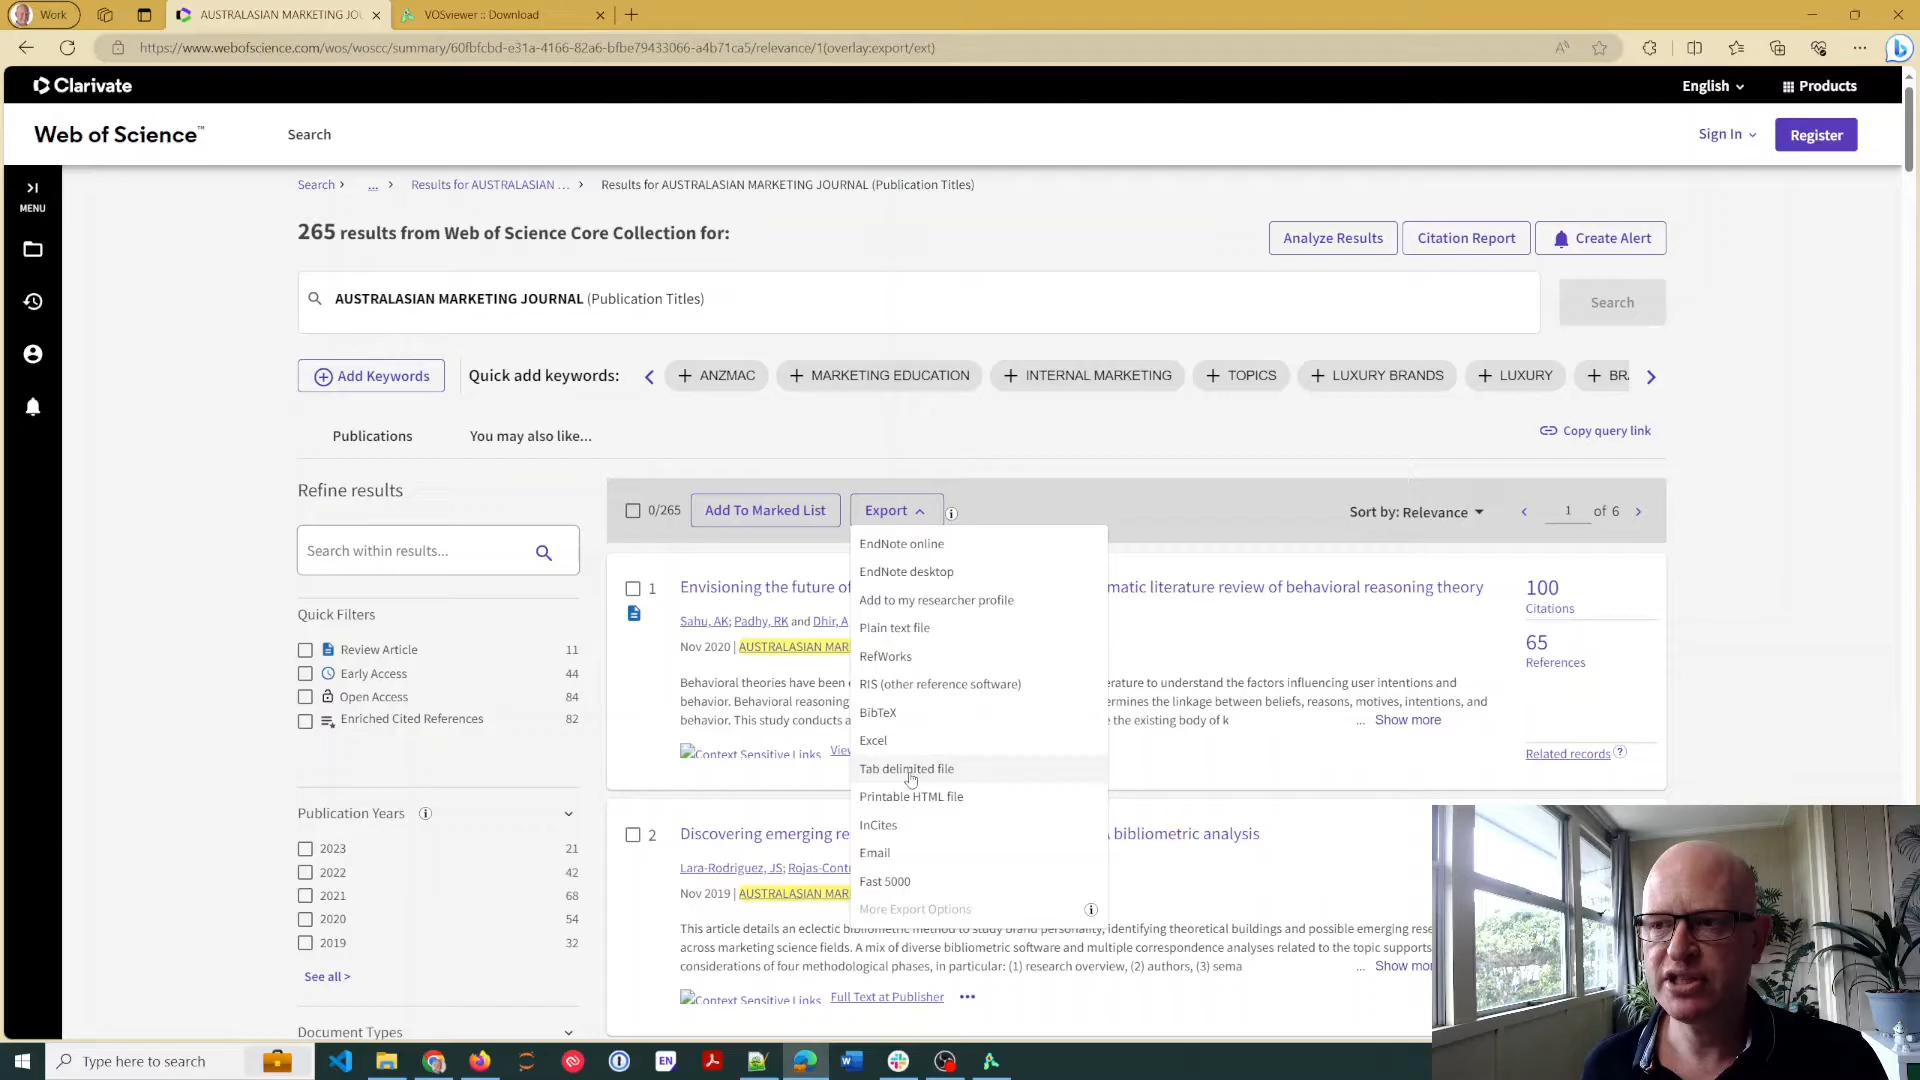 Work
AUSTRALASIAN MARKETING JOU
VOSviewer :: Download
https://www.webofscience.com/wos/woscc/summary/60fbfcbd-e31a-4166-82a6-bfbe79433066-a4b71ca5/relevance/1(overlay:export/ext)
Clarivate
English
Products
Web of Science™
Search
Sign In
Register
MENU
Search > ... > Results for AUSTRALASIAN ... > Results for AUSTRALASIAN MARKETING JOURNAL (Publication Titles)
265 results from Web of Science Core Collection for:
Analyze Results
Citation Report
Create Alert
AUSTRALASIAN MARKETING JOURNAL (Publication Titles)
Search
Add Keywords
Quick add keywords:
+ ANZMAC
+ MARKETING EDUCATION
+ INTERNAL MARKETING
+ TOPICS
+ LUXURY BRANDS
+ LUXURY
+ BR
Publications
You may also like...
Copy query link
Refine results
Search within results...
Quick Filters
Review Article 11
Early Access 44
Open Access 84
Enriched Cited References 82
Publication Years
2023 21
2022 42
2021 68
2020 54
2019 32
See all >
Document Types
0/265
Add To Marked List
Export
Sort by: Relevance
1 of 6
EndNote online
EndNote desktop
Add to my researcher profile
Plain text file
RefWorks
RIS (other reference software)
BibTeX
Excel
Tab delimited file
Printable HTML file
InCites
Email
Fast 5000
More Export Options
1
Envisioning the future of matic literature review of behavioral reasoning theory
Sahu, AK; Padhy, RK and Dhir, A
Nov 2020 | AUSTRALASIAN MAR
Behavioral theories have been erature to understand the factors influencing user intentions and
behavior. Behavioral reasoning ermines the linkage between beliefs, reasons, motives, intentions, and
behavior. This study conducts a the existing body of k ... Show more
Context Sensitive Links
100
Citations
65
References
Related records
2
Discovering emerging re A bibliometric analysis
Lara-Rodriguez, JS; Rojas-Cont
Nov 2019 | AUSTRALASIAN MAR
This article details an eclectic bibliometric method to study brand personality, identifying theoretical buildings and possible emerging rese
across marketing science fields. A mix of diverse bibliometric software and multiple correspondence analyses related to the topic supports
considerations of four methodological phases, in particular: (1) research overview, (2) authors, (3) sema ... Show mor
Context Sensitive Links
Full Text at Publisher
Type here to search
EN